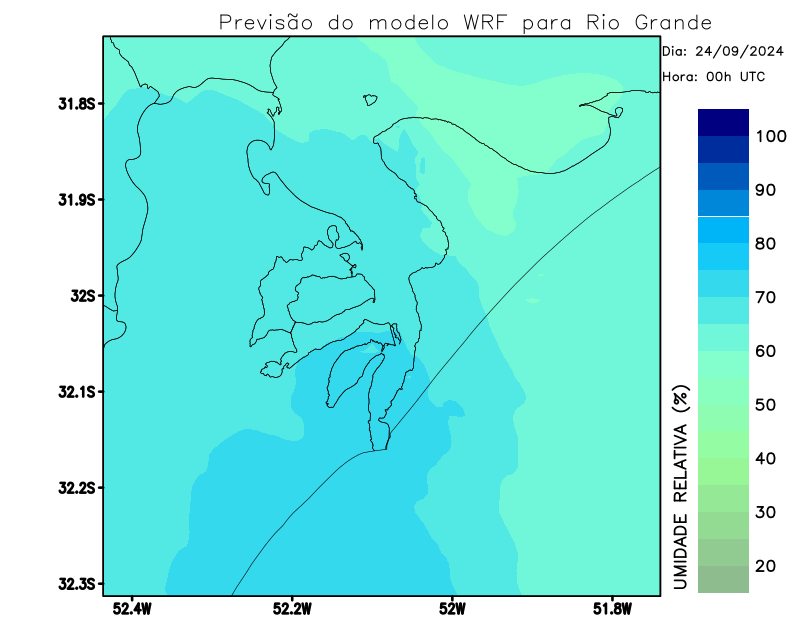 Previsão do modelo WRF para Rio Grande
Dia: 24/09/2024
Hora: 00h UTC
31.8S
31.9S
32S
32.1S
32.2S
32.3S
52.4W
52.2W
52W
51.8W
100
90
80
70
60
50
40
30
20
UMIDADE RELATIVA (%)